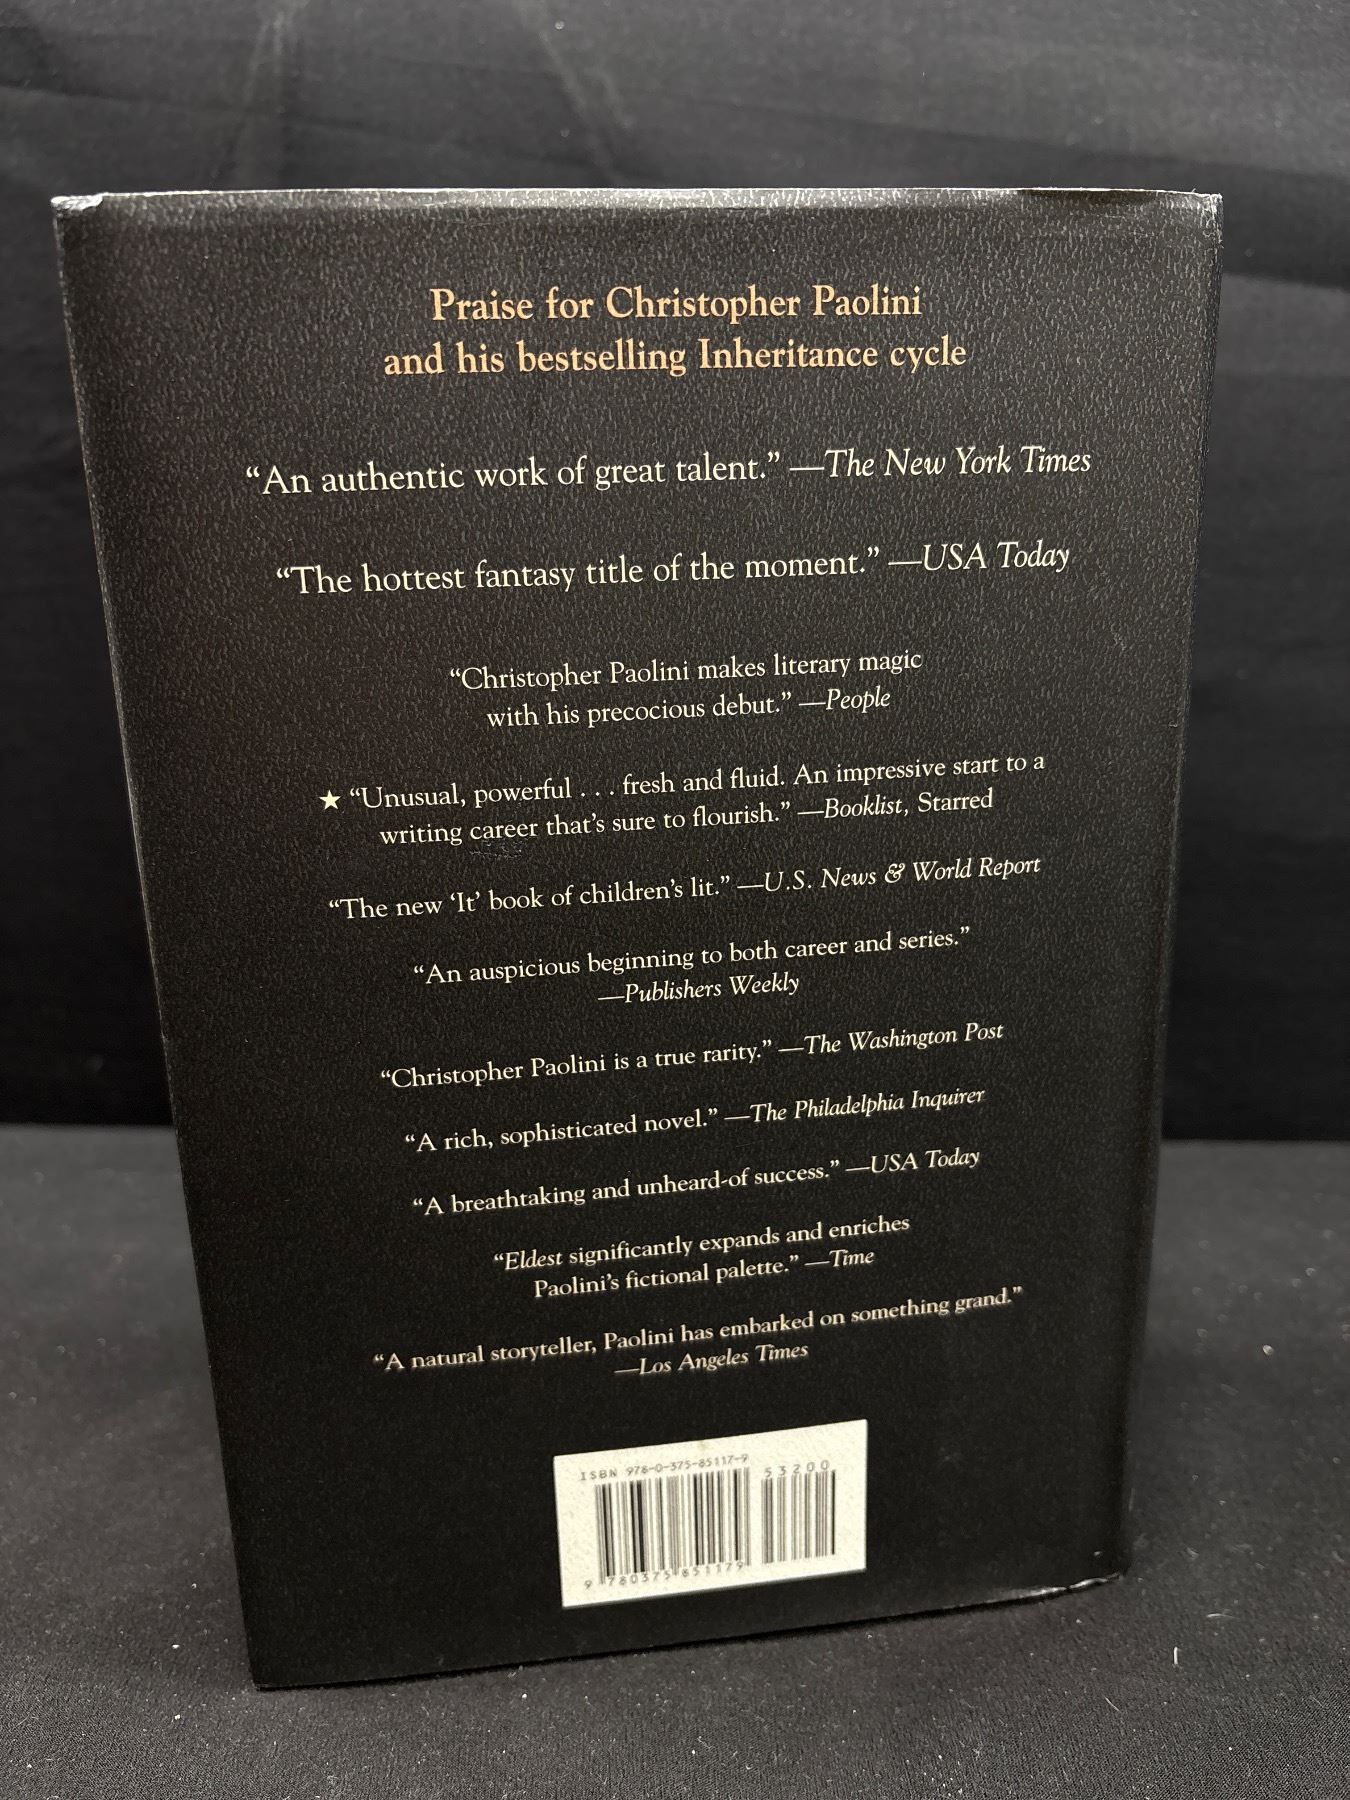 Praise for Christopher Paolini
and his bestselling Inheritance cycle
“An authentic work of great talent.” —The New York Times
“The hottest fantasy title of the moment.” —USA Today
“Christopher Paolini makes literary magic
with his precocious debut.” —People
★ “Unusual, powerful . . . fresh and fluid. An impressive start to a
writing career that’s sure to flourish.” —Booklist, Starred
“The new ‘It’ book of children’s lit.” —U.S. News & World Report
“An auspicious beginning to both career and series.”
—Publishers Weekly
“Christopher Paolini is a true rarity.” —The Washington Post
“A rich, sophisticated novel.” —The Philadelphia Inquirer
“A breathtaking and unheard-of success.” —USA Today
“Eldest significantly expands and enriches
Paolini’s fictional palette.” —Time
“A natural storyteller, Paolini has embarked on something grand.”
—Los Angeles Times
ISBN 978-0-375-85117-9
53200
9 780375 851179